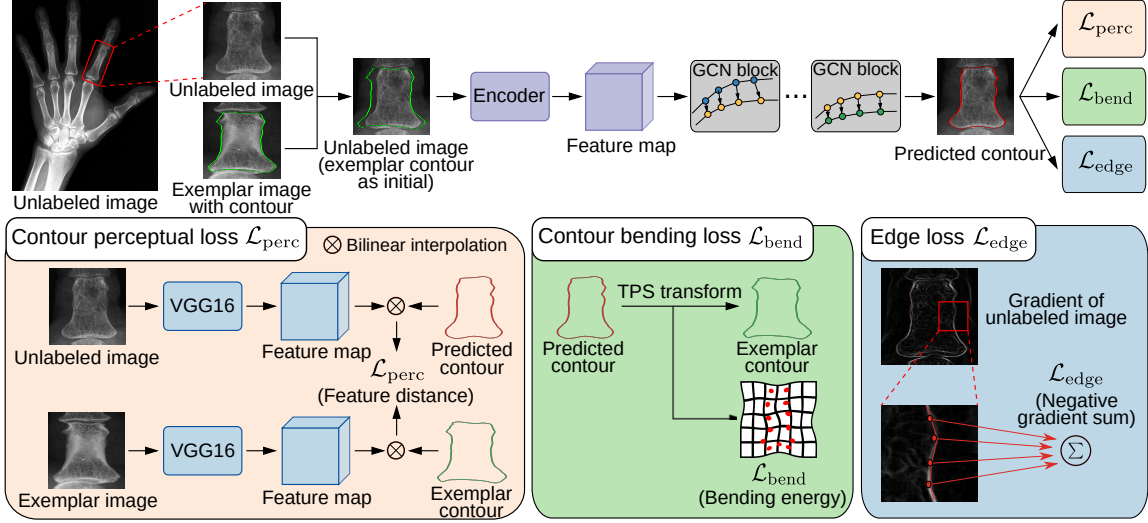 Unlabeled image
Unlabeled image
Exemplar image
with contour
Unlabeled image
(exemplar contour
as initial)
Encoder
Feature map
GCN block
...
GCN block
Predicted contour
ℒperc
ℒbend
ℒedge
Contour perceptual loss ℒperc
⊗ Bilinear interpolation
Unlabeled image
VGG16
Feature map
⊗
Predicted
contour
ℒperc
(Feature distance)
Exemplar image
VGG16
Feature map
⊗
Exemplar
contour
Contour bending loss ℒbend
Predicted
contour
TPS transform
Exemplar
contour
ℒbend
(Bending energy)
Edge loss ℒedge
Gradient of
unlabeled image
ℒedge
(Negative
gradient sum)
Σ